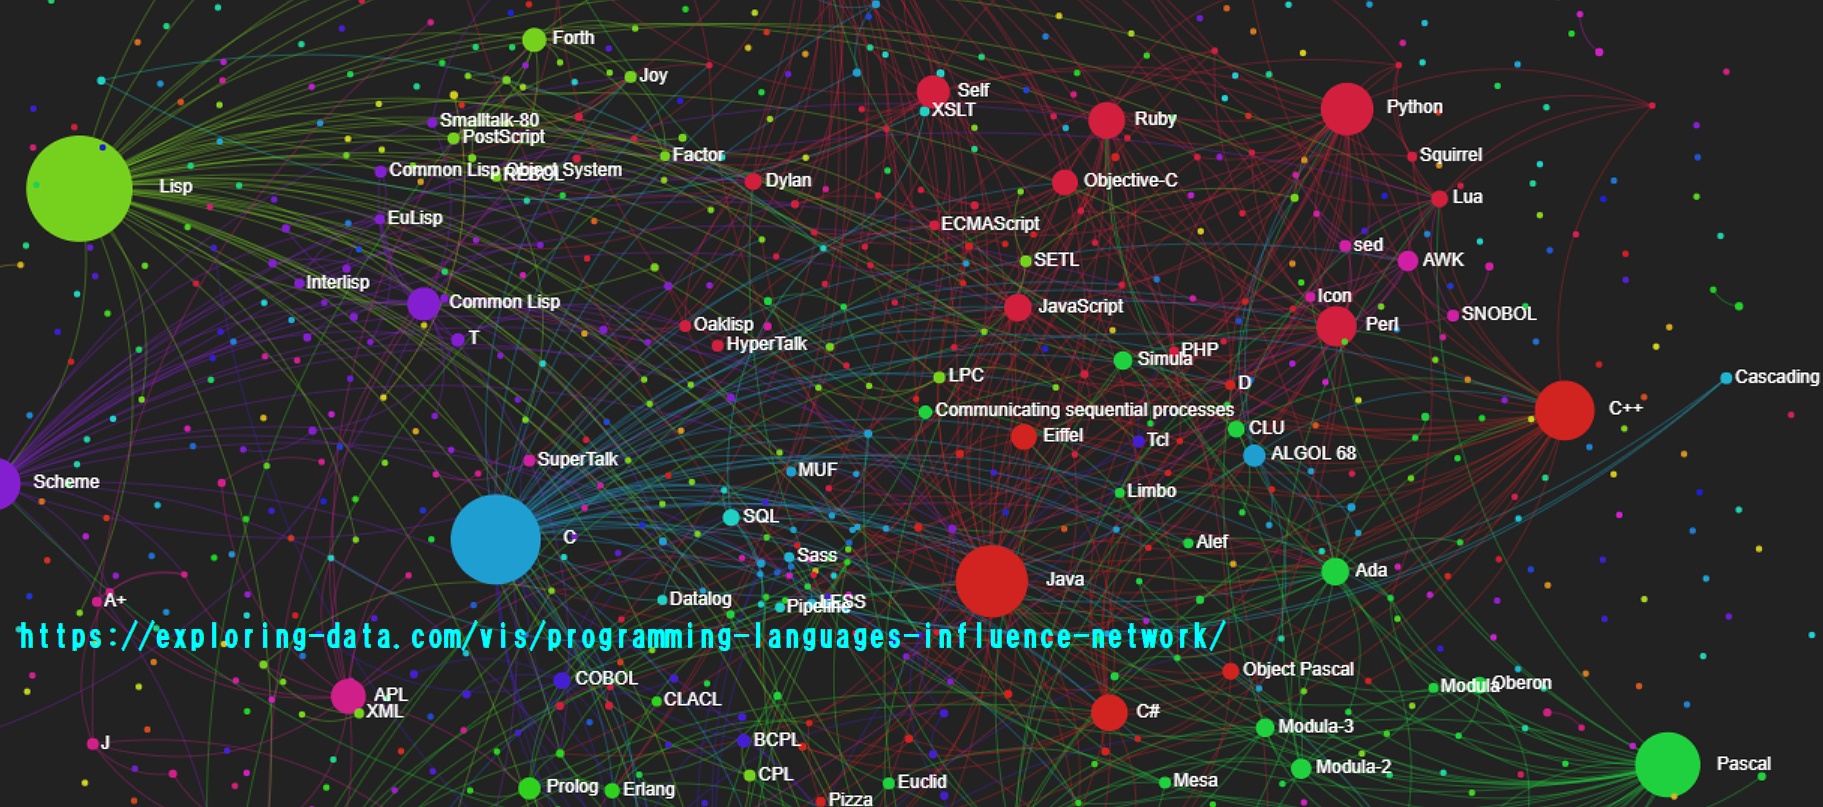 Forth
Joy
Self
XSLT
Python
Ruby
Smalltalk-80
PostScript
Factor
Squirrel
Common Lisp Object System
REBOL
Lisp
Dylan
Objective-C
Lua
EuLisp
ECMAScript
sed
AWK
SETL
Interlisp
Common Lisp
JavaScript
Icon
SNOBOL
Oaklisp
Perl
T
HyperTalk
PHP
Simula
LPC
D
Cascading
Communicating sequential processes
C++
CLU
Eiffel
Tcl
ALGOL 68
SuperTalk
MUF
Scheme
Limbo
SQL
C
Alef
Sass
Java
Ada
A+
Datalog
Pipeline
LESS
https://exploring-data.com/vis/programming-languages-influence-network/
Object Pascal
COBOL
Modula
Oberon
APL
CLACL
XML
C#
Modula-3
J
BCPL
Pascal
Modula-2
CPL
Euclid
Mesa
Prolog
Erlang
Pizza